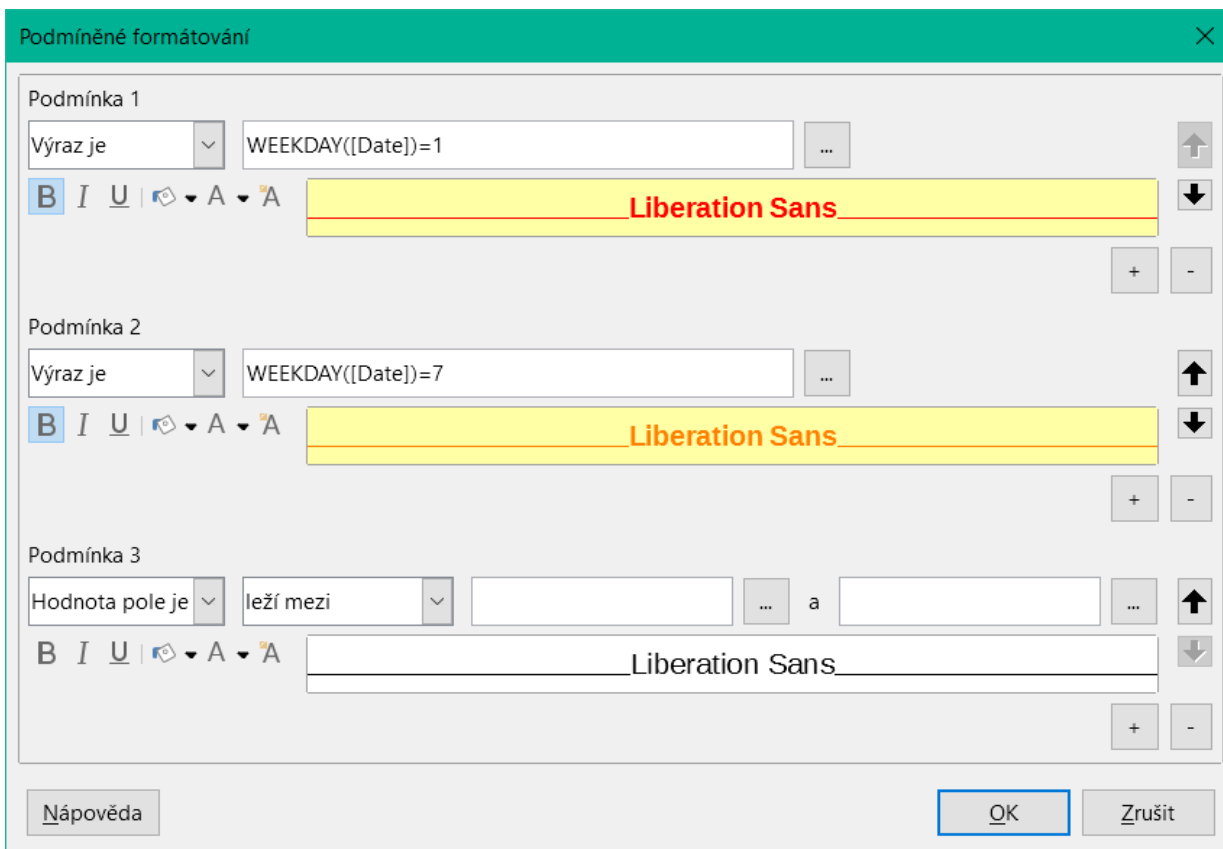 Podmíněné formátování
Podmínka 1
Výraz je WEEKDAY([Date])=1 ...
B I U A A Liberation Sans
+ -
Podmínka 2
Výraz je WEEKDAY([Date])=7 ...
B I U A A Liberation Sans
+ -
Podmínka 3
Hodnota pole je leží mezi ... a ...
B I U A A Liberation Sans
+ -
Nápověda OK Zrušit